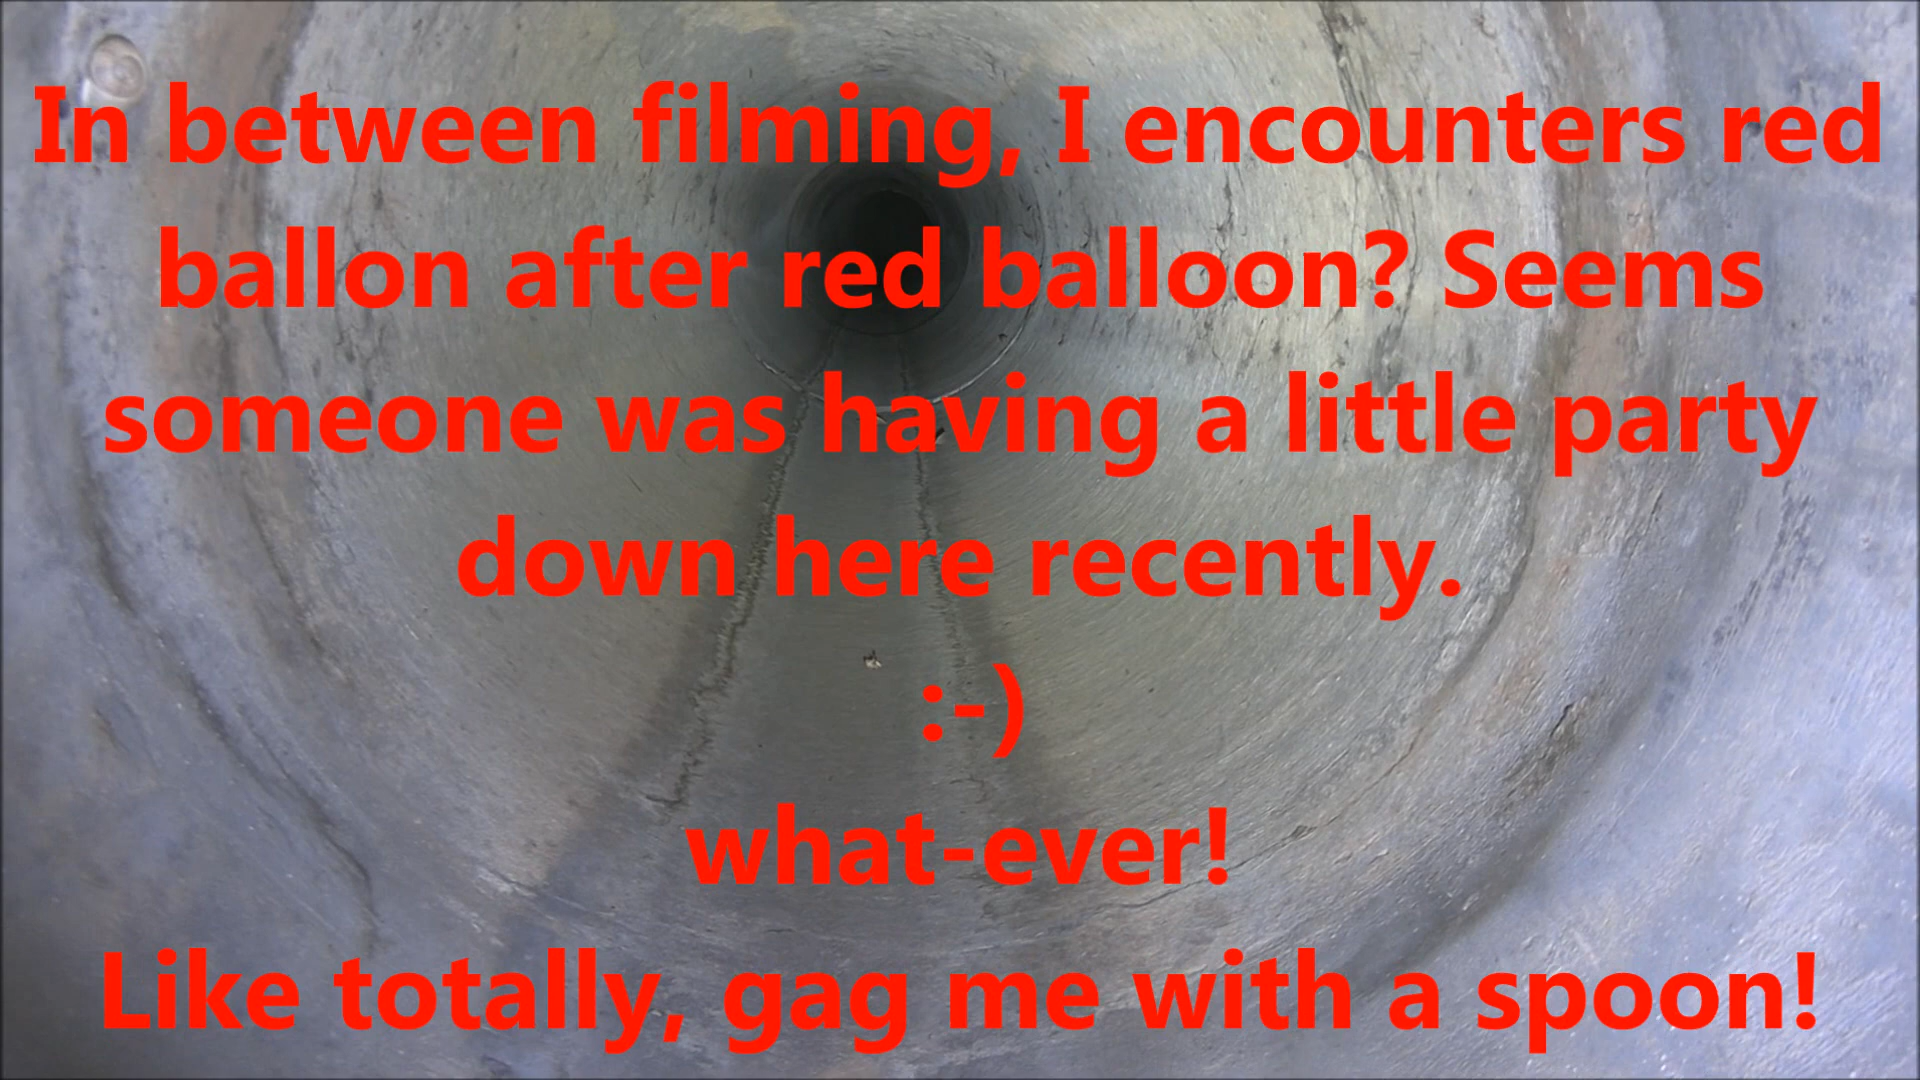 In between filming, I encounters red
ballon after red balloon? Seems
someone was having a little party
down here recently.
:-)
what-ever!
Like totally, gag me with a spoon!